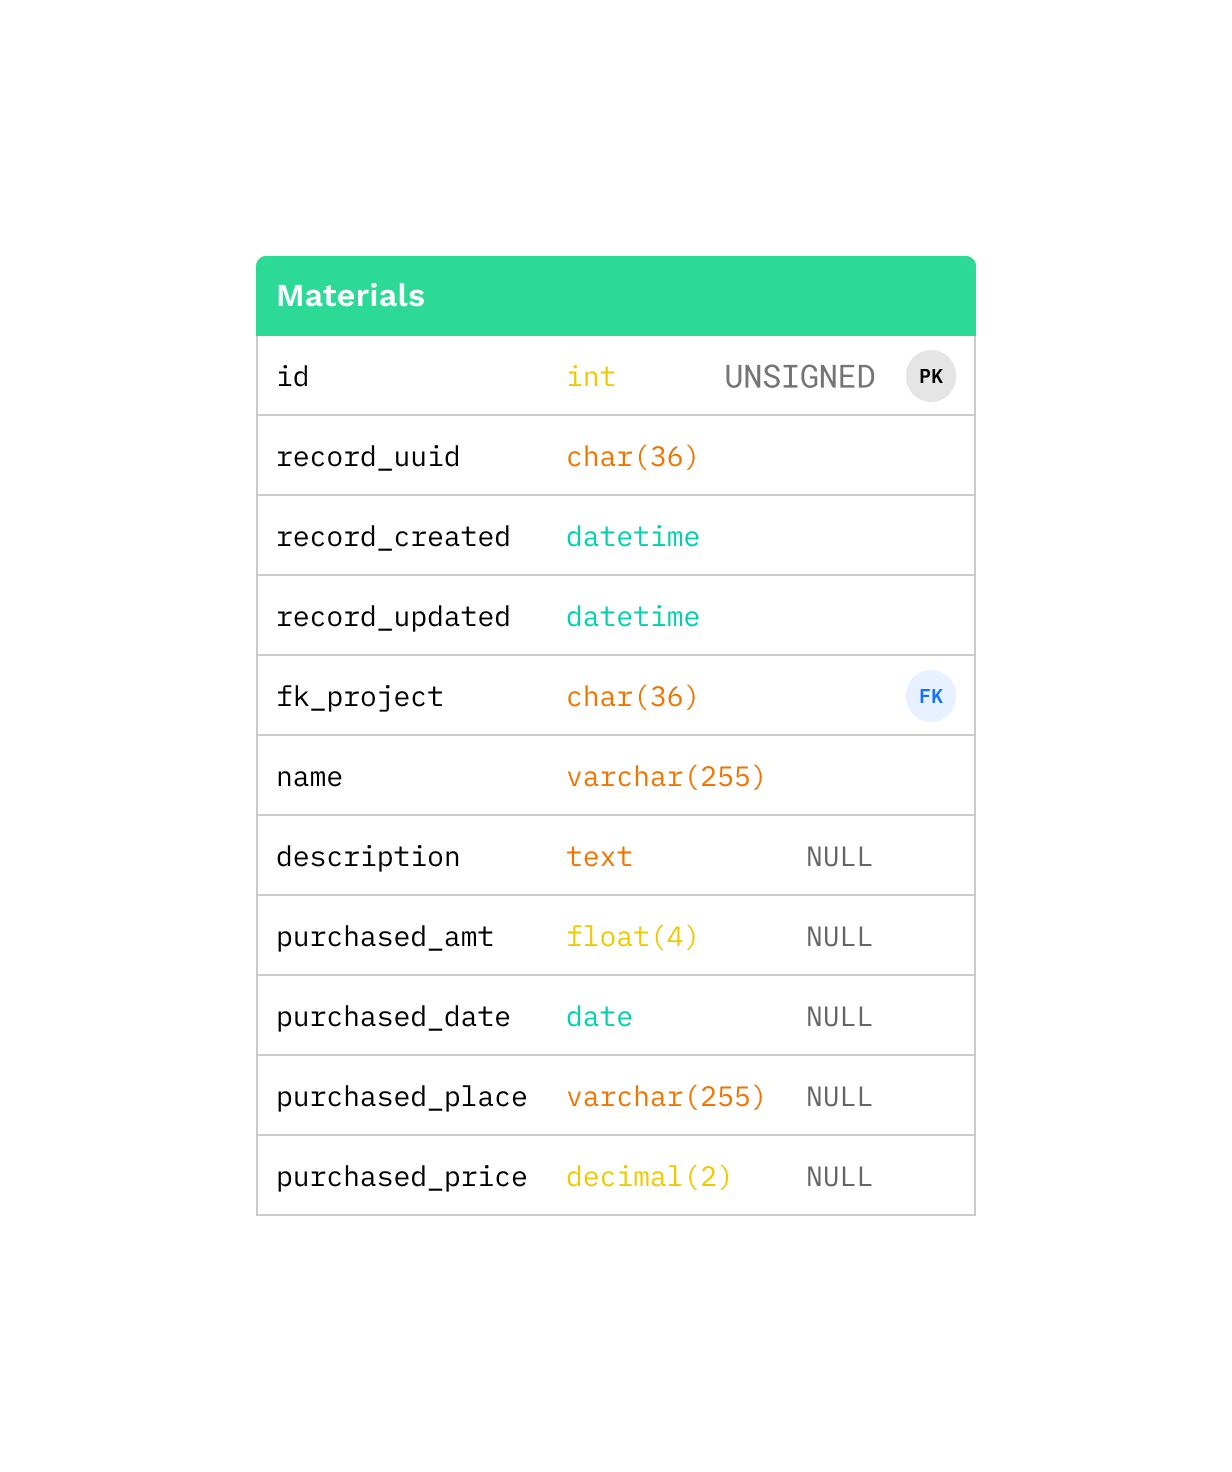 Materials
id int UNSIGNED PK
record_uuid char(36)
record_created datetime
record_updated datetime
fk_project char(36) FK
name varchar(255)
description text NULL
purchased_amt float(4) NULL
purchased_date date NULL
purchased_place varchar(255) NULL
purchased_price decimal(2) NULL